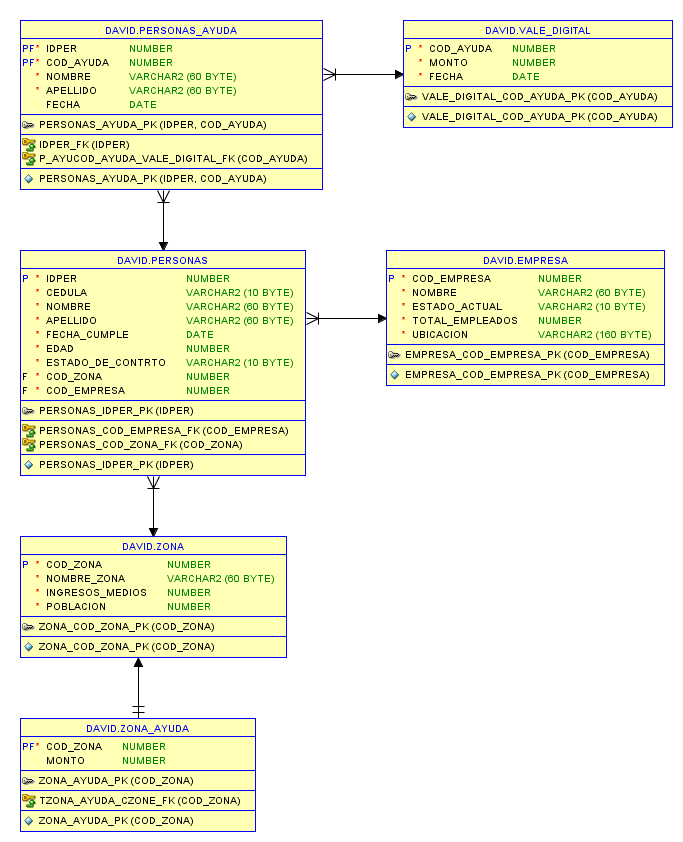 DAVID.PERSONAS_AYUDA
PF* IDPER NUMBER
PF* COD_AYUDA NUMBER
* NOMBRE VARCHAR2 (60 BYTE)
* APELLIDO VARCHAR2 (60 BYTE)
FECHA DATE
PERSONAS_AYUDA_PK (IDPER, COD_AYUDA)
IDPER_FK (IDPER)
P_AYUCOD_AYUDA_VALE_DIGITAL_FK (COD_AYUDA)
PERSONAS_AYUDA_PK (IDPER, COD_AYUDA)
DAVID.VALE_DIGITAL
P * COD_AYUDA NUMBER
* MONTO NUMBER
* FECHA DATE
VALE_DIGITAL_COD_AYUDA_PK (COD_AYUDA)
VALE_DIGITAL_COD_AYUDA_PK (COD_AYUDA)
DAVID.PERSONAS
P * IDPER NUMBER
* CEDULA VARCHAR2 (10 BYTE)
* NOMBRE VARCHAR2 (60 BYTE)
* APELLIDO VARCHAR2 (60 BYTE)
* FECHA_CUMPLE DATE
* EDAD NUMBER
* ESTADO_DE_CONTRTO VARCHAR2 (10 BYTE)
F * COD_ZONA NUMBER
F * COD_EMPRESA NUMBER
PERSONAS_IDPER_PK (IDPER)
PERSONAS_COD_EMPRESA_FK (COD_EMPRESA)
PERSONAS_COD_ZONA_FK (COD_ZONA)
PERSONAS_IDPER_PK (IDPER)
DAVID.EMPRESA
P * COD_EMPRESA NUMBER
* NOMBRE VARCHAR2 (60 BYTE)
* ESTADO_ACTUAL VARCHAR2 (10 BYTE)
* TOTAL_EMPLEADOS NUMBER
* UBICACION VARCHAR2 (160 BYTE)
EMPRESA_COD_EMPRESA_PK (COD_EMPRESA)
EMPRESA_COD_EMPRESA_PK (COD_EMPRESA)
DAVID.ZONA
P * COD_ZONA NUMBER
* NOMBRE_ZONA VARCHAR2 (60 BYTE)
* INGRESOS_MEDIOS NUMBER
* POBLACION NUMBER
ZONA_COD_ZONA_PK (COD_ZONA)
ZONA_COD_ZONA_PK (COD_ZONA)
DAVID.ZONA_AYUDA
PF* COD_ZONA NUMBER
MONTO NUMBER
ZONA_AYUDA_PK (COD_ZONA)
TZONA_AYUDA_CZONE_FK (COD_ZONA)
ZONA_AYUDA_PK (COD_ZONA)